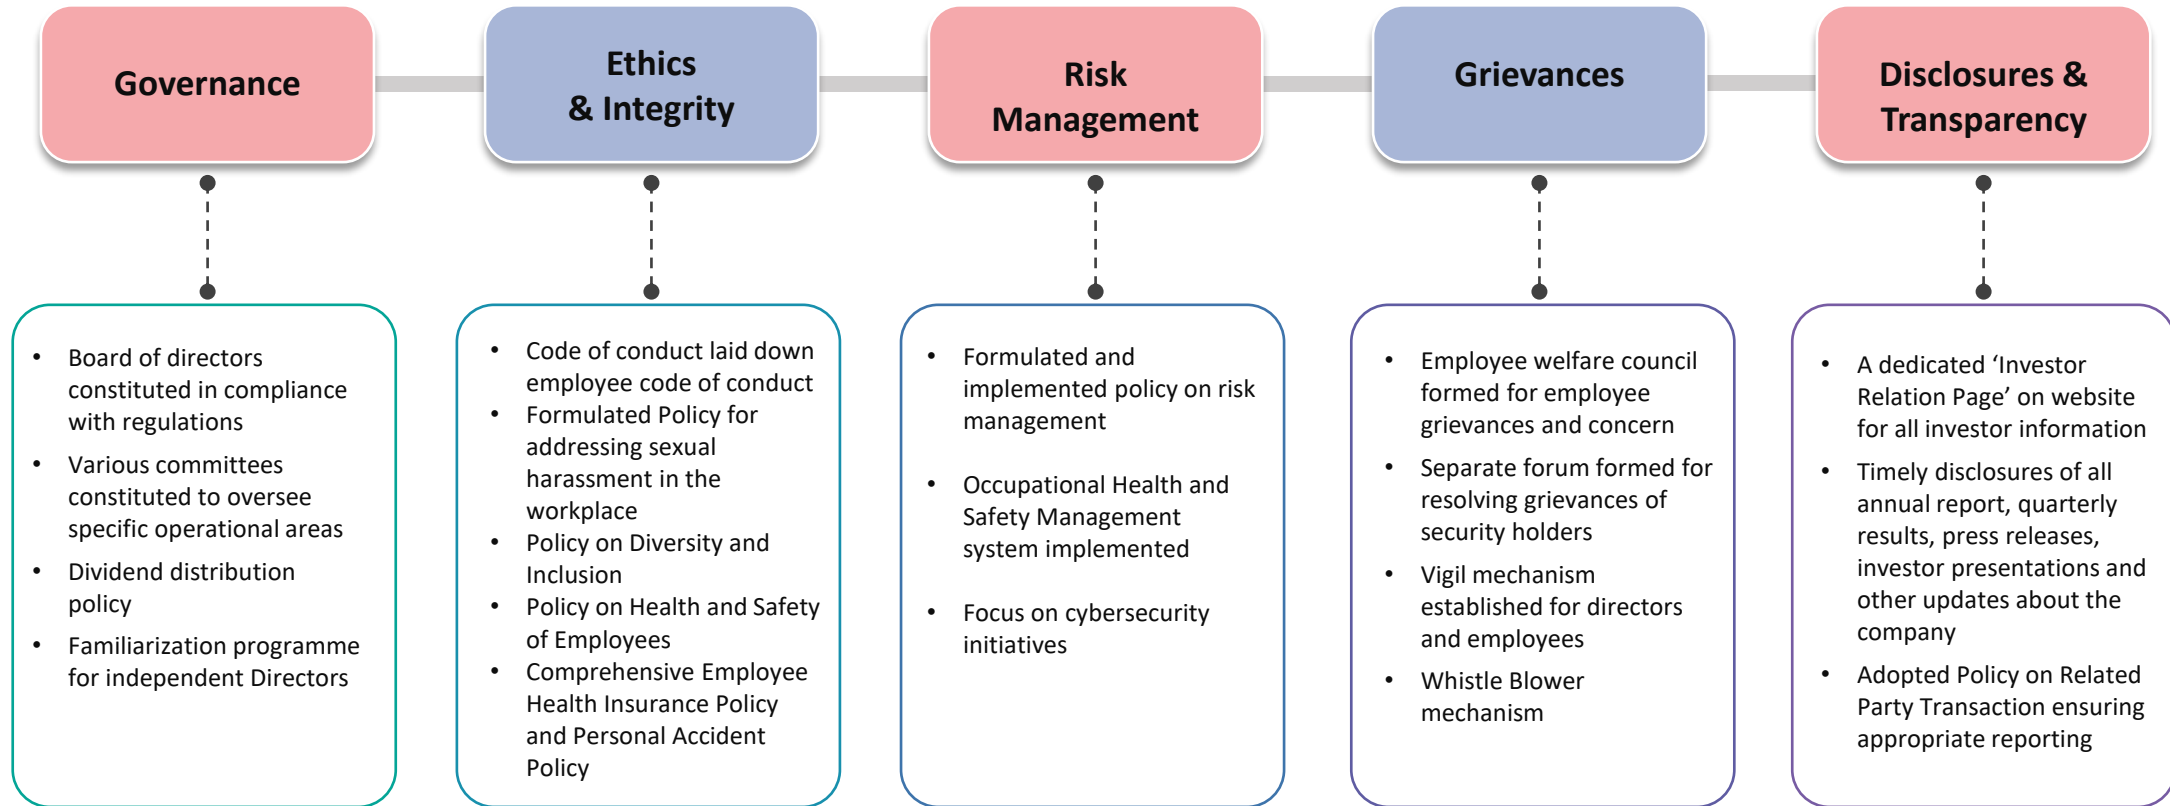 Governance
Ethics
& Integrity
Risk
Management
Grievances
Disclosures &
Transparency
• Board of directors
constituted in compliance
with regulations
• Various committees
constituted to oversee
specific operational areas
• Dividend distribution
policy
• Familiarization programme
for independent Directors
• Code of conduct laid down
employee code of conduct
• Formulated Policy for
addressing sexual
harassment in the
workplace
• Policy on Diversity and
Inclusion
• Policy on Health and Safety
of Employees
• Comprehensive Employee
Health Insurance Policy
and Personal Accident
Policy
• Formulated and
implemented policy on risk
management
• Occupational Health and
Safety Management
system implemented
• Focus on cybersecurity
initiatives
• Employee welfare council
formed for employee
grievances and concern
• Separate forum formed for
resolving grievances of
security holders
• Vigil mechanism
established for directors
and employees
• Whistle Blower
mechanism
• A dedicated ‘Investor
Relation Page’ on website
for all investor information
• Timely disclosures of all
annual report, quarterly
results, press releases,
investor presentations and
other updates about the
company
• Adopted Policy on Related
Party Transaction ensuring
appropriate reporting